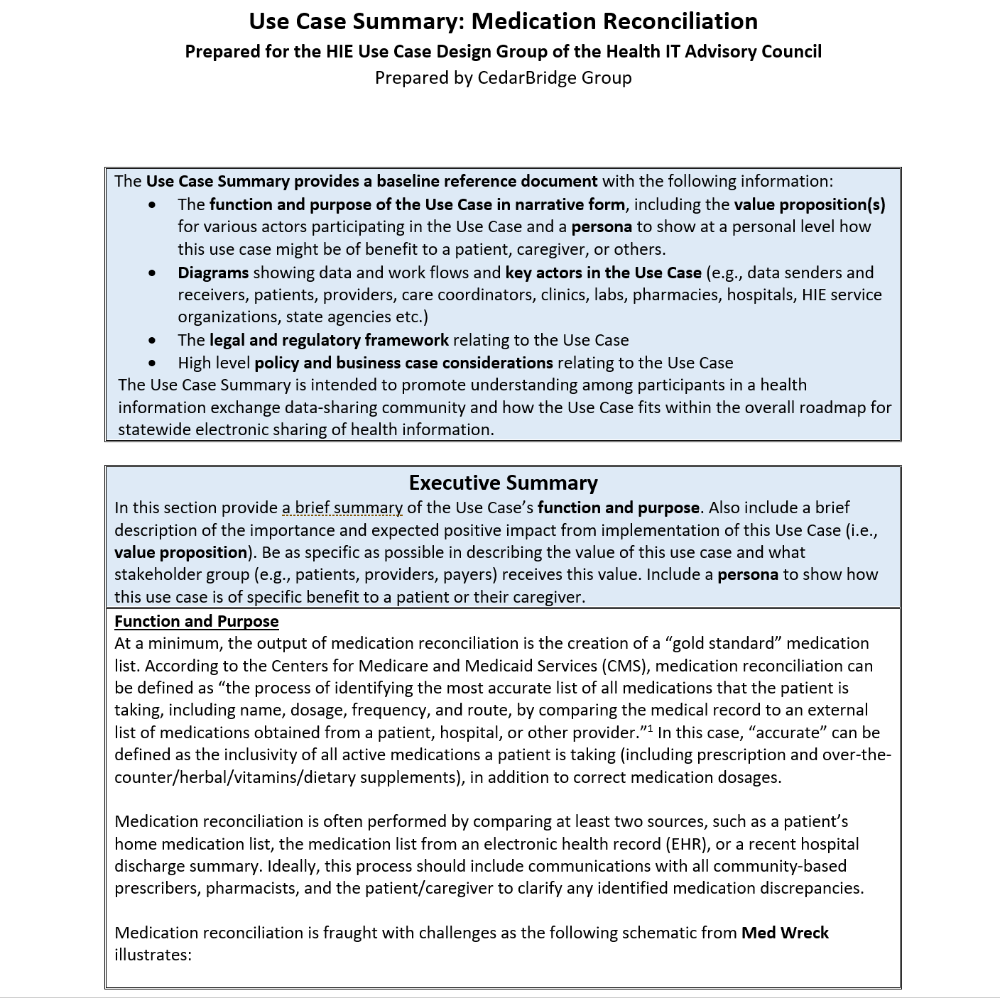 Use Case Summary: Medication Reconciliation
Prepared for the HIE Use Case Design Group of the Health IT Advisory Council
Prepared by CedarBridge Group
The Use Case Summary provides a baseline reference document with the following information:
• The function and purpose of the Use Case in narrative form, including the value proposition(s)
for various actors participating in the Use Case and a persona to show at a personal level how
this use case might be of benefit to a patient, caregiver, or others.
• Diagrams showing data and work flows and key actors in the Use Case (e.g., data senders and
receivers, patients, providers, care coordinators, clinics, labs, pharmacies, hospitals, HIE service
organizations, state agencies etc.)
• The legal and regulatory framework relating to the Use Case
• High level policy and business case considerations relating to the Use Case
The Use Case Summary is intended to promote understanding among participants in a health
information exchange data-sharing community and how the Use Case fits within the overall roadmap for
statewide electronic sharing of health information.
Executive Summary
In this section provide a brief summary of the Use Case’s function and purpose. Also include a brief
description of the importance and expected positive impact from implementation of this Use Case (i.e.,
value proposition). Be as specific as possible in describing the value of this use case and what
stakeholder group (e.g., patients, providers, payers) receives this value. Include a persona to show how
this use case is of specific benefit to a patient or their caregiver.
Function and Purpose
At a minimum, the output of medication reconciliation is the creation of a “gold standard” medication
list. According to the Centers for Medicare and Medicaid Services (CMS), medication reconciliation can
be defined as “the process of identifying the most accurate list of all medications that the patient is
taking, including name, dosage, frequency, and route, by comparing the medical record to an external
list of medications obtained from a patient, hospital, or other provider.”¹ In this case, “accurate” can be
defined as the inclusivity of all active medications a patient is taking (including prescription and over-the-
counter/herbal/vitamins/dietary supplements), in addition to correct medication dosages.
Medication reconciliation is often performed by comparing at least two sources, such as a patient’s
home medication list, the medication list from an electronic health record (EHR), or a recent hospital
discharge summary. Ideally, this process should include communications with all community-based
prescribers, pharmacists, and the patient/caregiver to clarify any identified medication discrepancies.
Medication reconciliation is fraught with challenges as the following schematic from Med Wreck
illustrates: